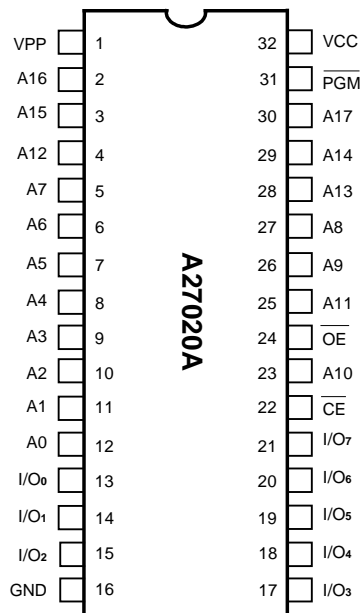 VPP 1 32 VCC
A16 2 31 PGM
A15 3 30 A17
A12 4 29 A14
A7 5 28 A13
A6 6 27 A8
A5 7 26 A9
A4 8 25 A11
A3 9 24 OE
A2 10 23 A10
A1 11 22 CE
A0 12 21 I/O7
I/O0 13 20 I/O6
I/O1 14 19 I/O5
I/O2 15 18 I/O4
GND 16 17 I/O3
A27020A